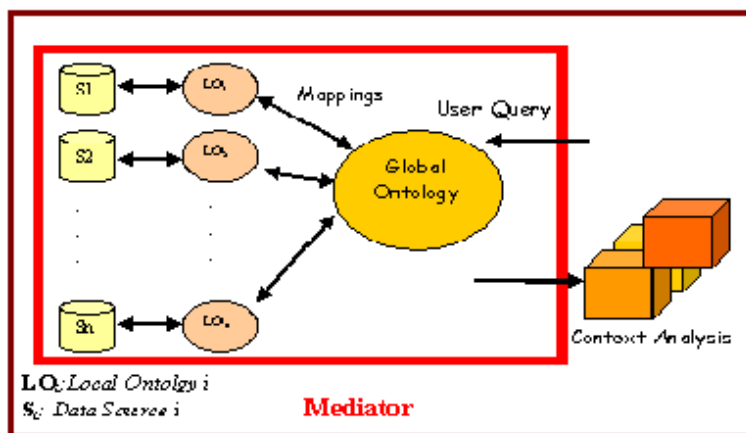 S1
LO₁
Mappings
User Query
S2
LO₂
Global
Ontology
Sn
LOₙ
Context Analysis
LOᵢ: Local Ontolgy i
Sᵢ: Data Source i
Mediator